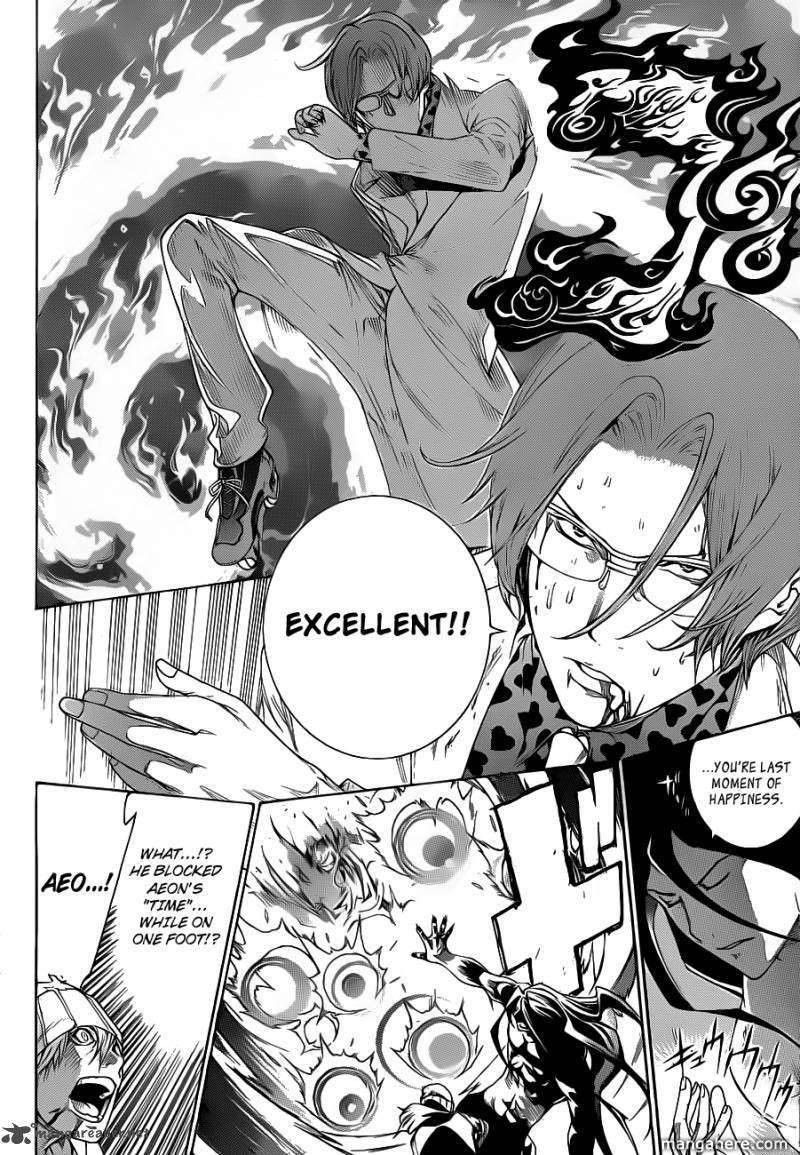 EXCELLENT!!
...YOU'RE LAST
MOMENT OF
HAPPINESS.
WHAT...!?
HE BLOCKED
AEON'S
"TIME"...
WHILE ON
ONE FOOT!?
AEO...!
mangahere.com